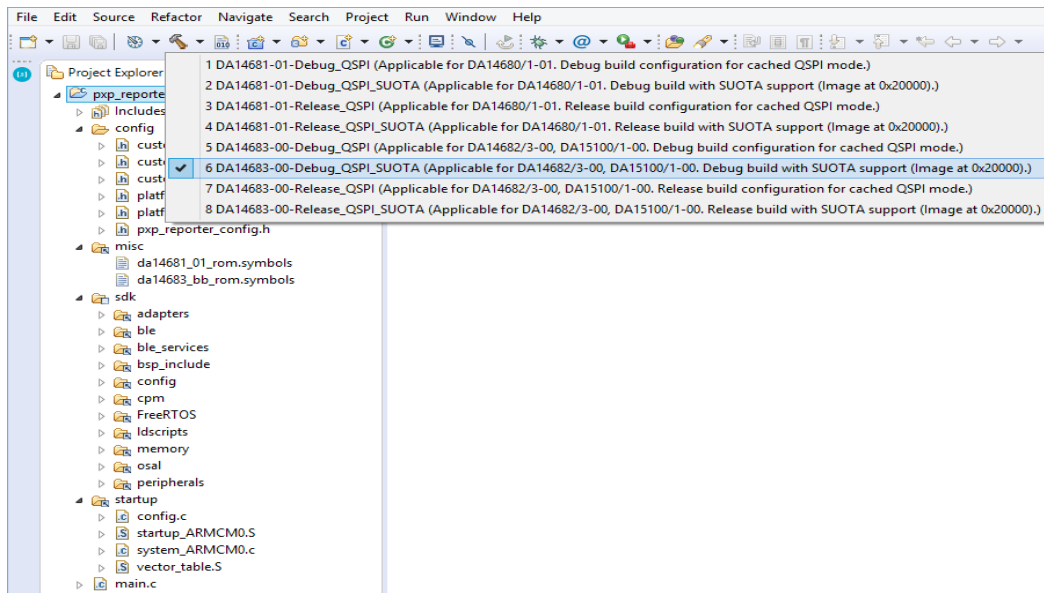 File Edit Source Refactor Navigate Search Project Run Window Help
Project Explorer
1 DA14681-01-Debug_QSPI (Applicable for DA14680/1-01. Debug build configuration for cached QSPI mode.)
2 DA14681-01-Debug_QSPI_SUOTA (Applicable for DA14680/1-01. Debug build with SUOTA support (Image at 0x20000).)
3 DA14681-01-Release_QSPI (Applicable for DA14680/1-01. Release build configuration for cached QSPI mode.)
4 DA14681-01-Release_QSPI_SUOTA (Applicable for DA14680/1-01. Release build with SUOTA support (Image at 0x20000).)
5 DA14683-00-Debug_QSPI (Applicable for DA14682/3-00, DA15100/1-00. Debug build configuration for cached QSPI mode.)
6 DA14683-00-Debug_QSPI_SUOTA (Applicable for DA14682/3-00, DA15100/1-00. Debug build with SUOTA support (Image at 0x20000).)
7 DA14683-00-Release_QSPI (Applicable for DA14682/3-00, DA15100/1-00. Release build configuration for cached QSPI mode.)
8 DA14683-00-Release_QSPI_SUOTA (Applicable for DA14682/3-00, DA15100/1-00. Release build with SUOTA support (Image at 0x20000).)
pxp_reporte
Includes
config
custo
custo
custo
platf
platf
pxp_reporter_config.h
misc
da14681_01_rom.symbols
da14683_bb_rom.symbols
sdk
adapters
ble
ble_services
bsp_include
config
cpm
FreeRTOS
ldscripts
memory
osal
peripherals
startup
config.c
startup_ARMCM0.S
system_ARMCM0.c
vector_table.S
main.c